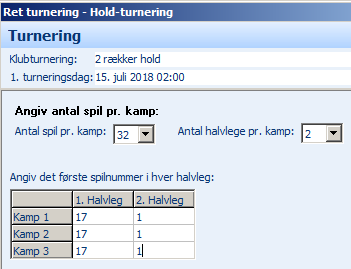 Ret turnering - Hold-turnering
Turnering
Klubturnering: 2 rækker hold
1. turneringsdag: 15. juli 2018 02:00
Angiv antal spil pr. kamp:
Antal spil pr. kamp: 32 Antal halvlege pr. kamp: 2
Angiv det første spilnummer i hver halvleg:
1. Halvleg 2. Halvleg
Kamp 1 17 1
Kamp 2 17 1
Kamp 3 17 1